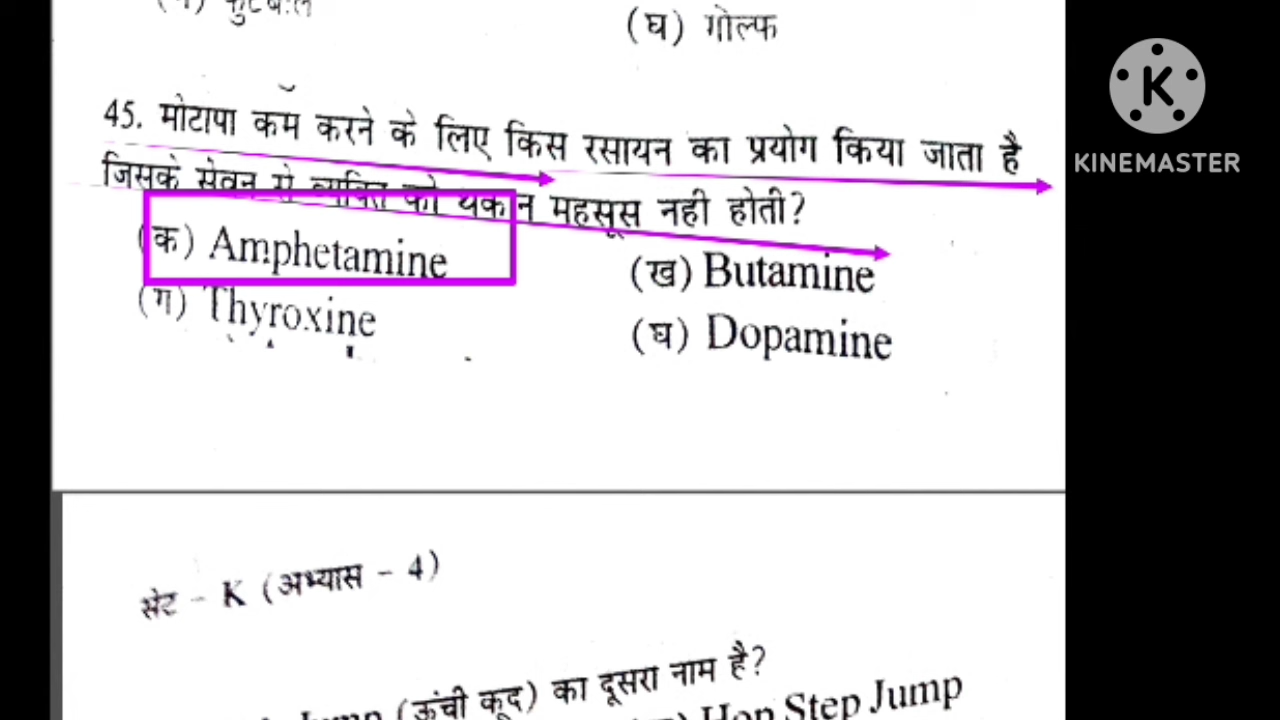 (घ) गोल्फ
KINEMASTER
45. मोटापा कम करने के लिए किस रसायन का प्रयोग किया जाता है
जिसके सेवन से व्यक्ति को थकान महसूस नही होती?
(क) Amphetamine
(ख) Butamine
(ग) Thyroxine
(घ) Dopamine
सेट - K (अभ्यास - 4)
(ऊंची कूद) का दूसरा नाम है?
Hop Step Jump